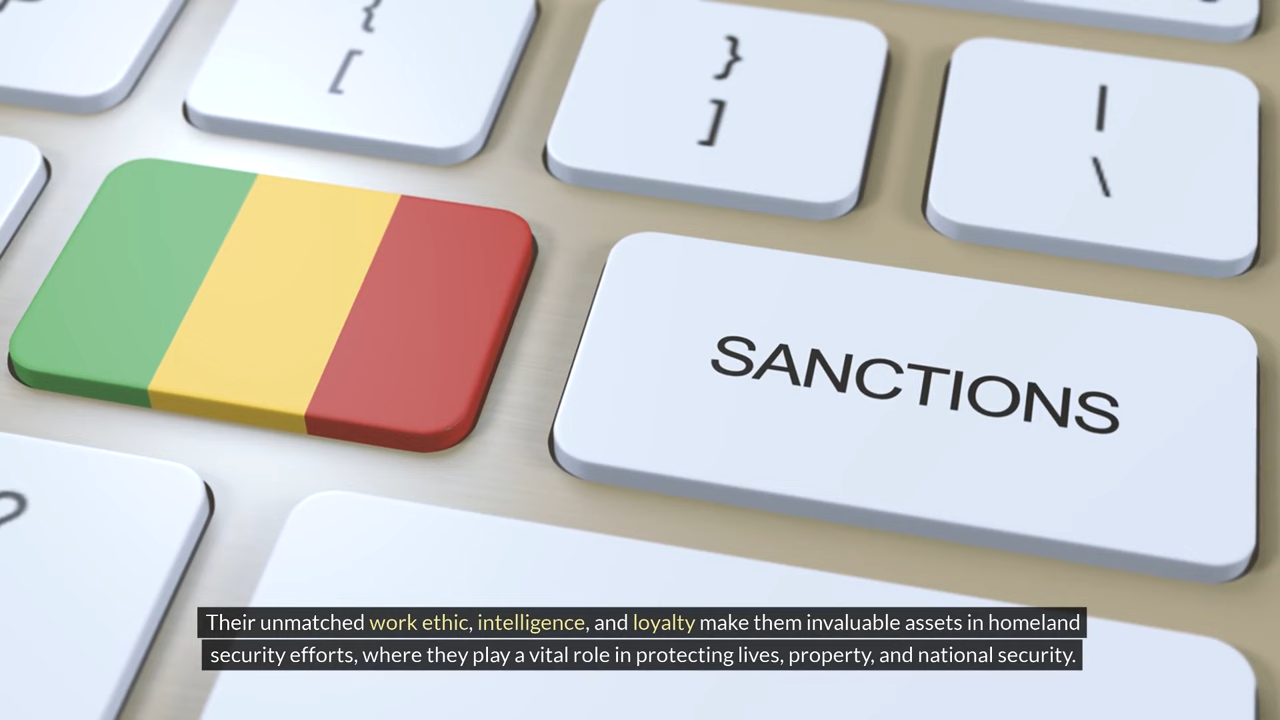 {
[
}
]
|
\
SANCTIONS
Their unmatched work ethic, intelligence, and loyalty make them invaluable assets in homeland
security efforts, where they play a vital role in protecting lives, property, and national security.